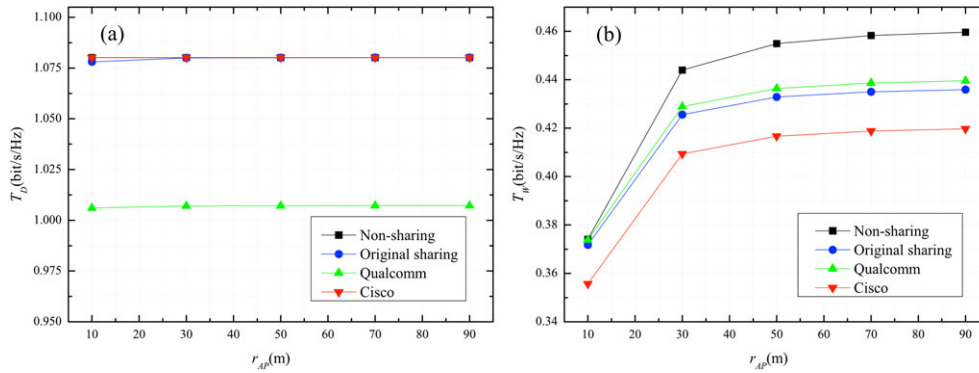 (a)
T_D(bit/s/Hz)
1.100
1.075
1.050
1.025
1.000
0.975
0.950
Non-sharing
Original sharing
Qualcomm
Cisco
10 20 30 40 50 60 70 80 90
r_AP(m)
(b)
T_W(bit/s/Hz)
0.46
0.44
0.42
0.40
0.38
0.36
0.34
Non-sharing
Original sharing
Qualcomm
Cisco
10 20 30 40 50 60 70 80 90
r_AP(m)